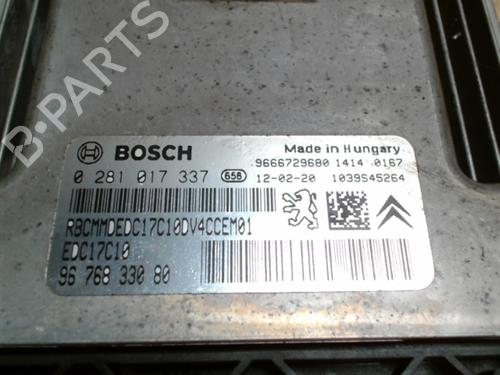 B-PARTS
BOSCH
Made in Hungary
.9666729680 1414 0167
0 281 017 337 656 12-02-20 1039S45264
RBCMMDEDC17C10DV4CCEM01
EDC17C10
96 768 330 80